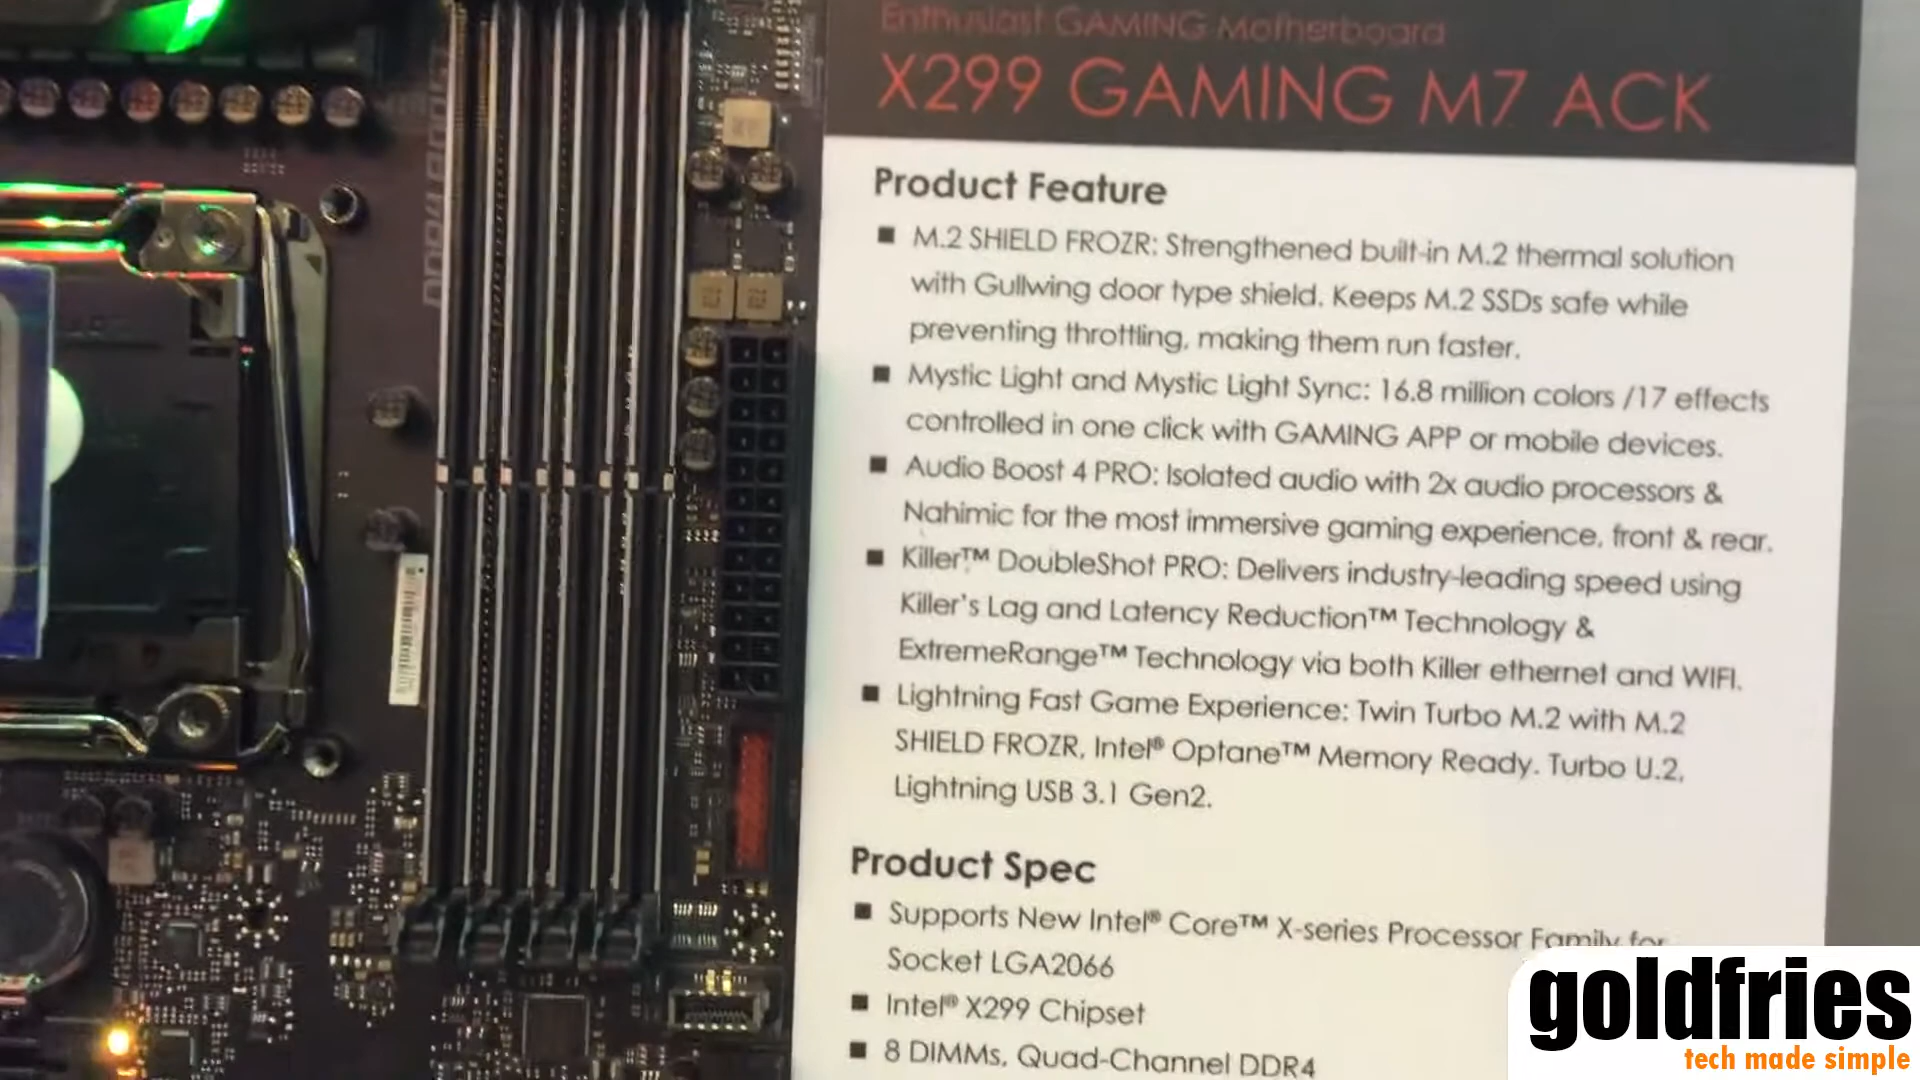 Enthusiast GAMING Motherboard
X299 GAMING M7 ACK
Product Feature
■ M.2 SHIELD FROZR: Strengthened built-in M.2 thermal solution
with Gullwing door type shield. Keeps M.2 SSDs safe while
preventing throttling, making them run faster.
■ Mystic Light and Mystic Light Sync: 16.8 million colors /17 effects
controlled in one click with GAMING APP or mobile devices.
■ Audio Boost 4 PRO: Isolated audio with 2x audio processors &
Nahimic for the most immersive gaming experience, front & rear.
■ Killer™ DoubleShot PRO: Delivers industry-leading speed using
Killer's Lag and Latency Reduction™ Technology &
ExtremeRange™ Technology via both Killer ethernet and WIFI.
■ Lightning Fast Game Experience: Twin Turbo M.2 with M.2
SHIELD FROZR, Intel® Optane™ Memory Ready. Turbo U.2,
Lightning USB 3.1 Gen2.
Product Spec
■ Supports New Intel® Core™ X-series Processor Family for
Socket LGA2066
■ Intel® X299 Chipset
■ 8 DIMMs, Quad-Channel DDR4
DDR4 BOOST
goldfries
tech made simple